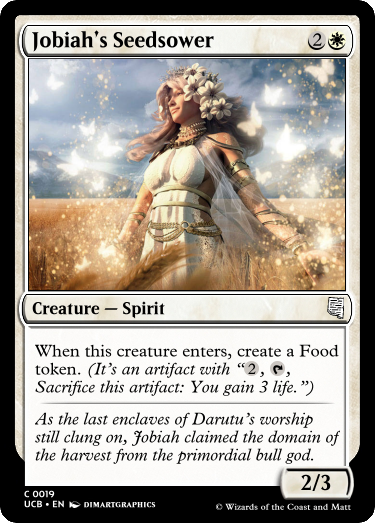 Jobiah's Seedsower 2
Creature — Spirit
When this creature enters, create a Food
token. (It's an artifact with “2, ,
Sacrifice this artifact: You gain 3 life.”)
As the last enclaves of Darutu's worship
still clung on, Jobiah claimed the domain of
the harvest from the primordial bull god.
2/3
C 0019
UCB • EN DIMARTGRAPHICS
© Wizards of the Coast and Matt